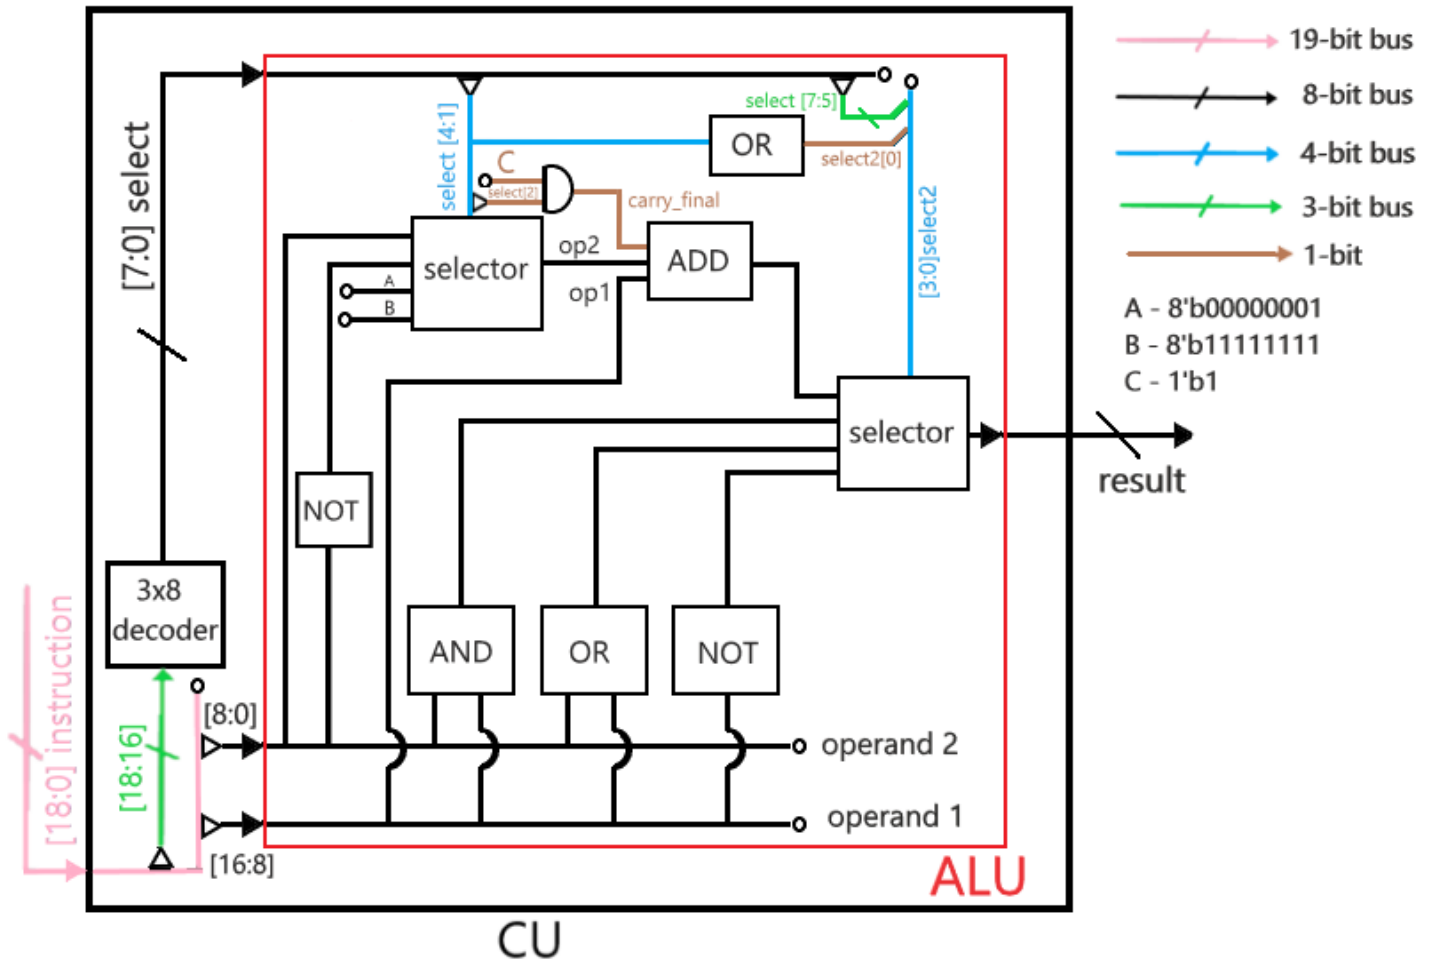 19-bit bus
8-bit bus
4-bit bus
3-bit bus
1-bit
A - 8'b00000001
B - 8'b11111111
C - 1'b1
[7:0] select
select [4:1]
select [7:5]
OR
select2[0]
C
select[2]
carry_final
[3:0]select2
selector
A
B
op2
op1
ADD
selector
result
NOT
3x8
decoder
AND
OR
NOT
[18:0] instruction
[18:16]
[8:0]
operand 2
operand 1
[16:8]
ALU
CU